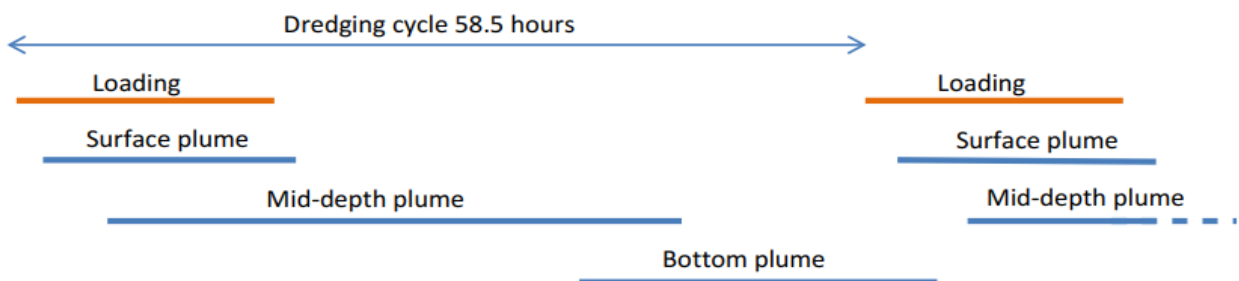 Dredging cycle 58.5 hours
Loading
Loading
Surface plume
Surface plume
Mid-depth plume
Mid-depth plume
Bottom plume